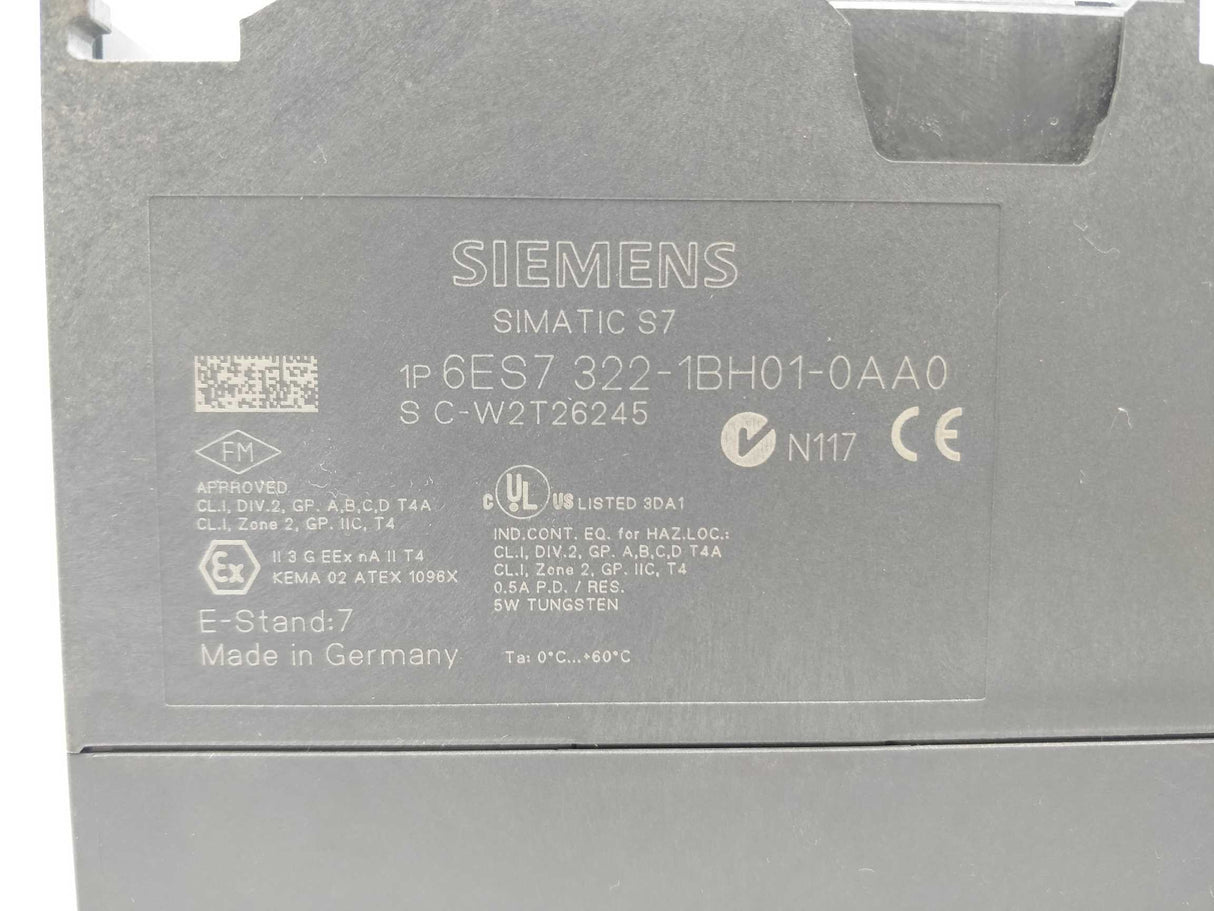 SIEMENS
SIMATIC S7
1P 6ES7 322-1BH01-0AA0
S C-W2T26245
N117 CE
FM
APPROVED
CL.I, DIV.2, GP. A,B,C,D T4A
CL.I, Zone 2, GP. IIC, T4
Ex II 3 G EEx nA II T4
KEMA 02 ATEX 1096X
E-Stand:7
Made in Germany
C UL US LISTED 3DA1
IND.CONT. EQ. for HAZ.LOC.:
CL.I, DIV.2, GP. A,B,C,D T4A
CL.I, Zone 2, GP. IIC, T4
0.5A P.D. / RES.
5W TUNGSTEN
Ta: 0°C...+60°C